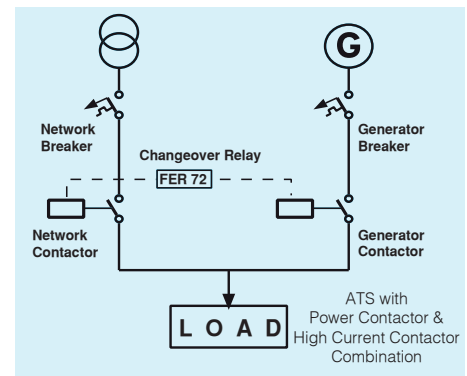 G
Network
Breaker
Generator
Breaker
Changeover Relay
FER 72
Network
Contactor
Generator
Contactor
L O A D
ATS with
Power Contactor &
High Current Contactor
Combination